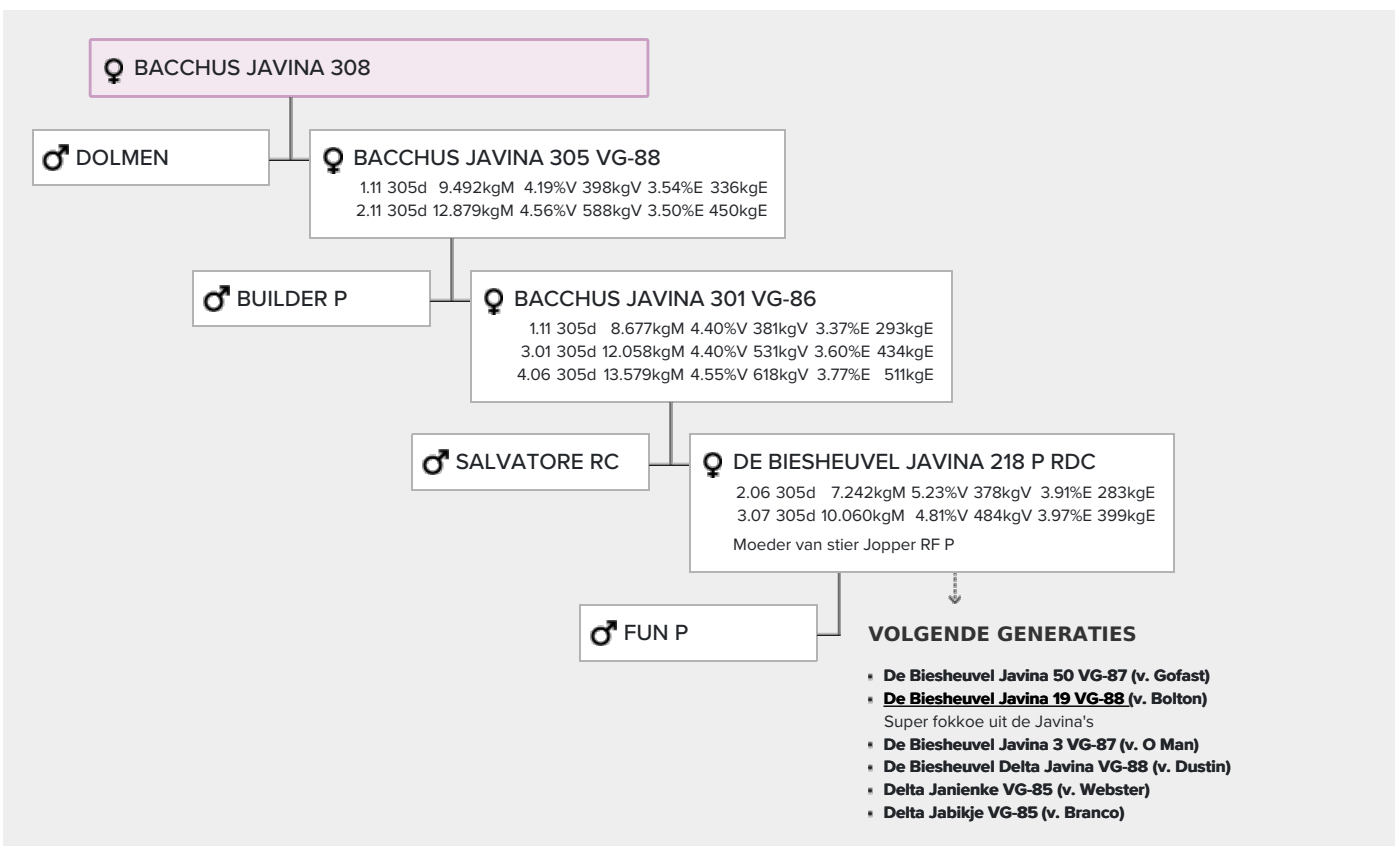 BACCHUS JAVINA 308
DOLMEN
BACCHUS JAVINA 305 VG-88
1.11 305d 9.492kgM 4.19%V 398kgV 3.54%E 336kgE
2.11 305d 12.879kgM 4.56%V 588kgV 3.50%E 450kgE
BUILDER P
BACCHUS JAVINA 301 VG-86
1.11 305d 8.677kgM 4.40%V 381kgV 3.37%E 293kgE
3.01 305d 12.058kgM 4.40%V 531kgV 3.60%E 434kgE
4.06 305d 13.579kgM 4.55%V 618kgV 3.77%E 511kgE
SALVATORE RC
DE BIESHEUVEL JAVINA 218 P RDC
2.06 305d 7.242kgM 5.23%V 378kgV 3.91%E 283kgE
3.07 305d 10.060kgM 4.81%V 484kgV 3.97%E 399kgE
Moeder van stier Jopper RF P
FUN P
VOLGENDE GENERATIES
De Biesheuvel Javina 50 VG-87 (v. Gofast)
De Biesheuvel Javina 19 VG-88 (v. Bolton)
Super fokkoe uit de Javina's
De Biesheuvel Javina 3 VG-87 (v. O Man)
De Biesheuvel Delta Javina VG-88 (v. Dustin)
Delta Janienke VG-85 (v. Webster)
Delta Jabikje VG-85 (v. Branco)